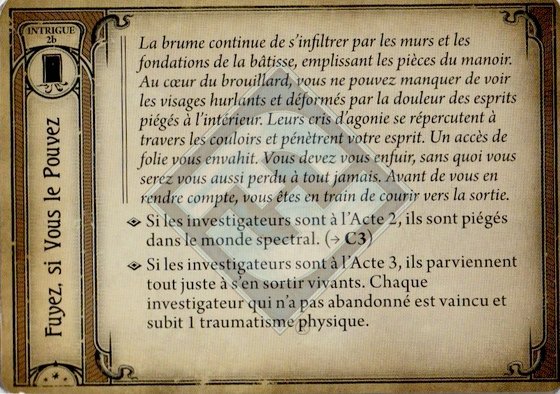 INTRIGUE
2b
Fuyez, si Vous le Pouvez
La brume continue de s'infiltrer par les murs et les
fondations de la bâtisse, emplissant les pièces du manoir.
Au cœur du brouillard, vous ne pouvez manquer de voir
les visages hurlants et déformés par la douleur des esprits
piégés à l'intérieur. Leurs cris d'agonie se répercutent à
travers les couloirs et pénètrent votre esprit. Un accès de
folie vous envahit. Vous devez vous enfuir, sans quoi vous
serez vous aussi perdu à tout jamais. Avant de vous en
rendre compte, vous êtes en train de courir vers la sortie.
Si les investigateurs sont à l'Acte 2, ils sont piégés
dans le monde spectral. (→ C3)
Si les investigateurs sont à l'Acte 3, ils parviennent
tout juste à s'en sortir vivants. Chaque
investigateur qui n'a pas abandonné est vaincu et
subit 1 traumatisme physique.